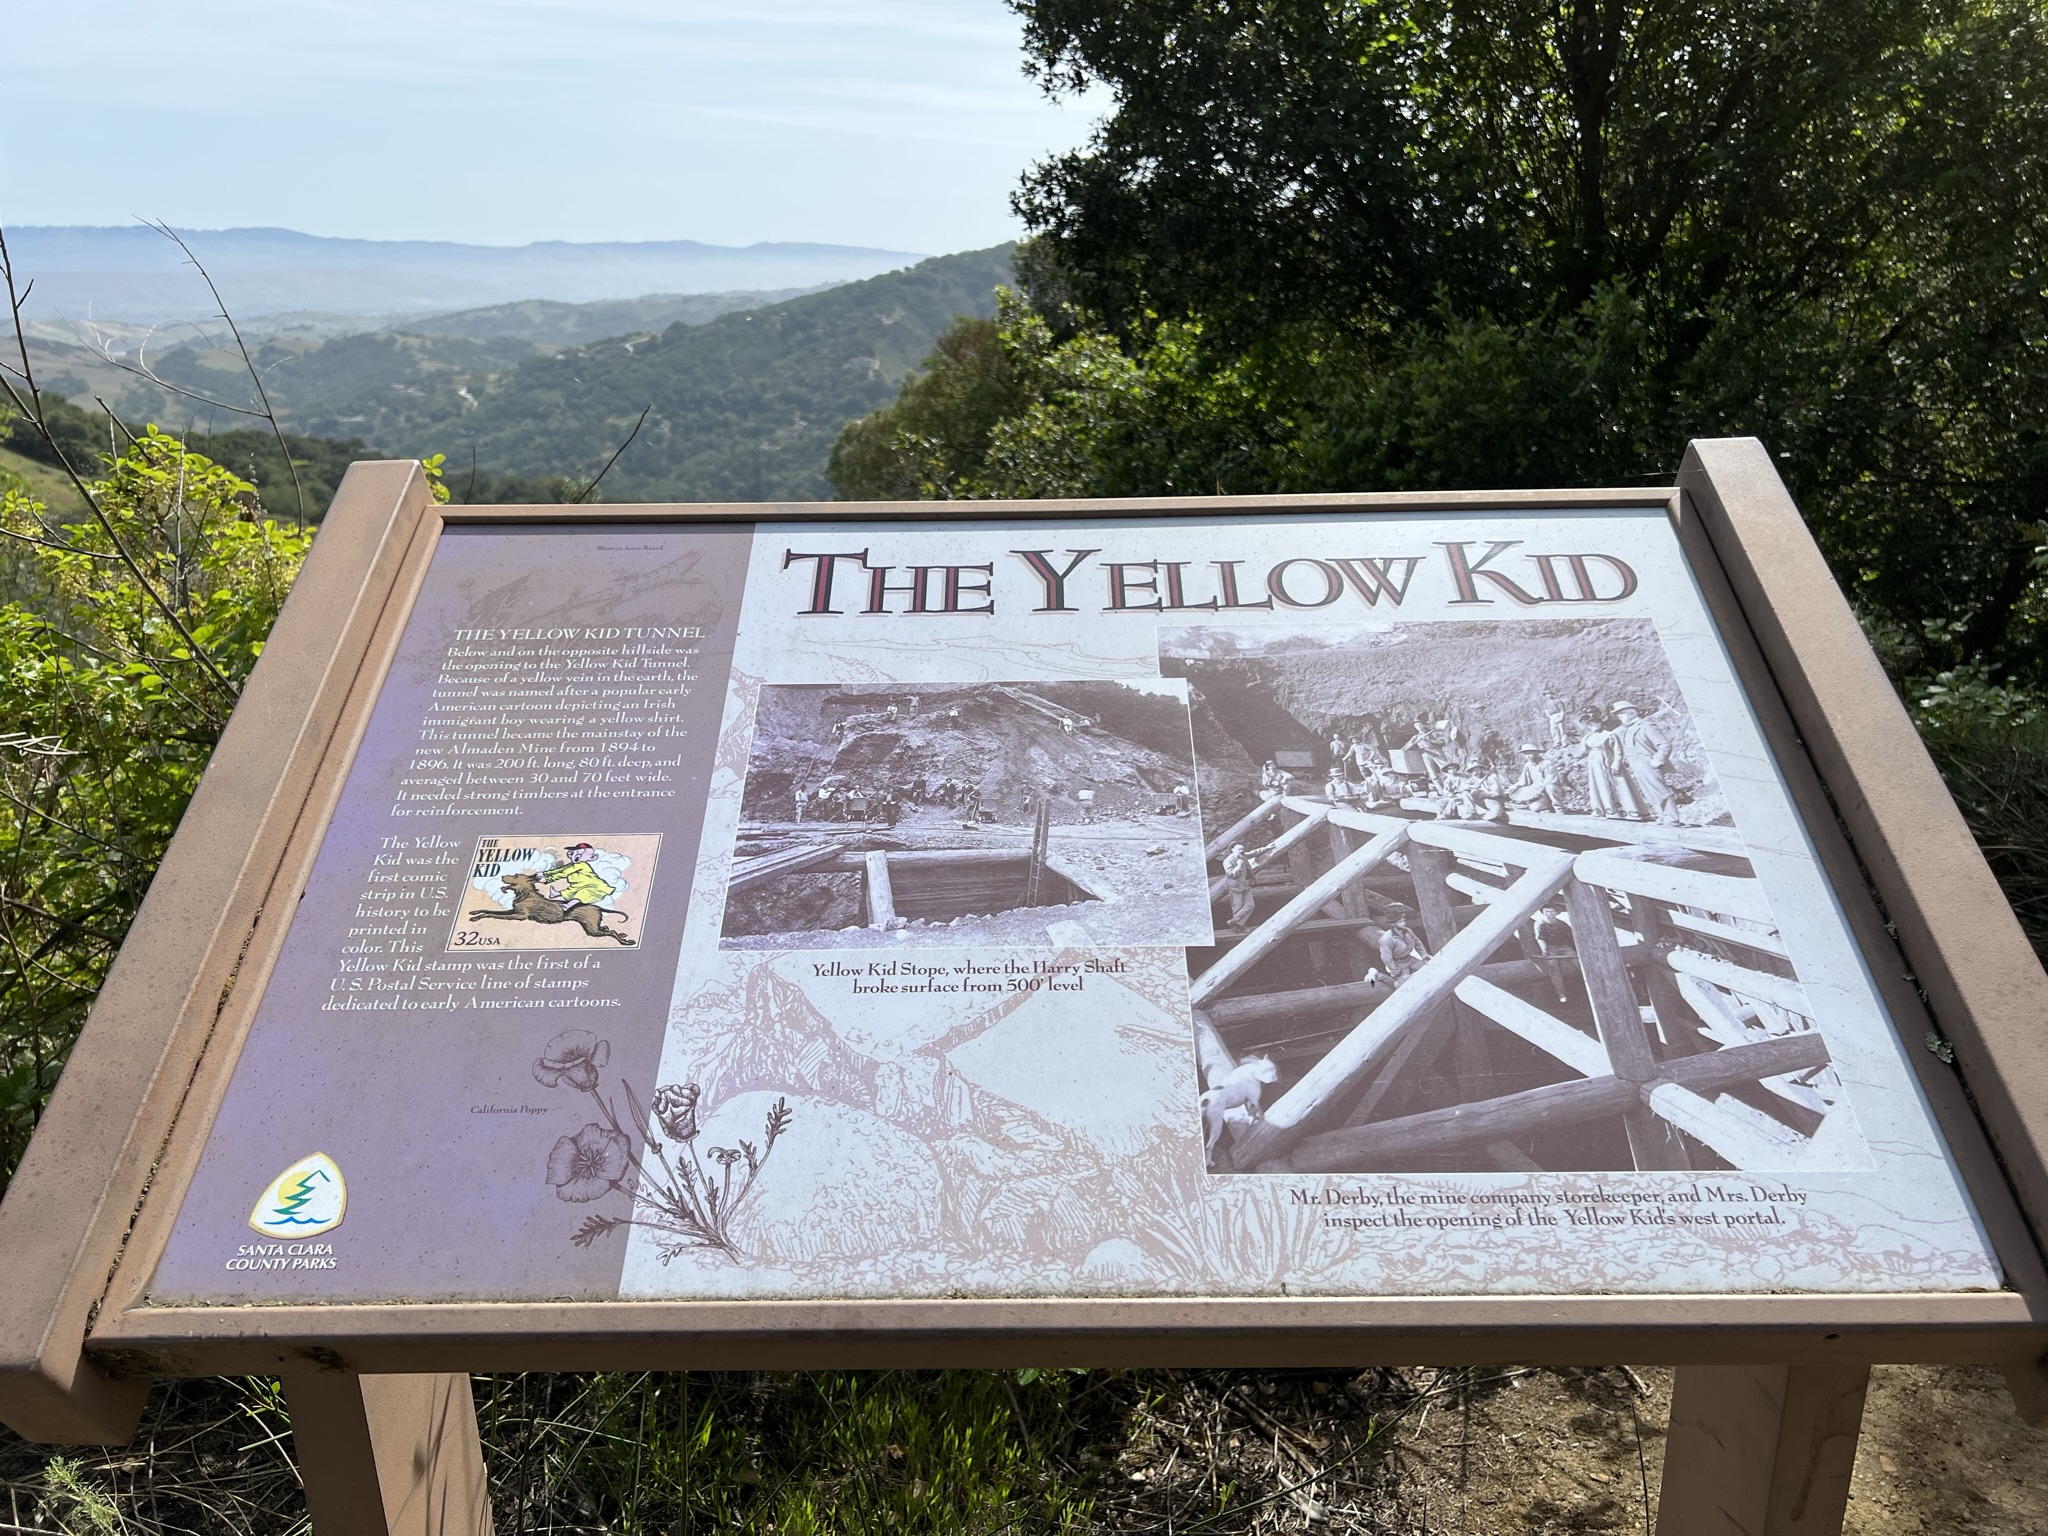 Western Fence Lizard
THE YELLOW KID
THE YELLOW KID TUNNEL
Below and on the opposite hillside was
the opening to the Yellow Kid Tunnel.
Because of a yellow vein in the earth, the
tunnel was named after a popular early
American cartoon depicting an Irish
immigrant boy wearing a yellow shirt.
This tunnel became the mainstay of the
new Almaden Mine from 1894 to
1896. It was 200 ft. long, 80 ft. deep, and
averaged between 30 and 70 feet wide.
It needed strong timbers at the entrance
for reinforcement.
The Yellow
Kid was the
first comic
strip in U.S.
history to be
printed in
color. This
Yellow Kid stamp was the first of a
U.S. Postal Service line of stamps
dedicated to early American cartoons.
THE
YELLOW
KID
32USA
California Poppy
SANTA CLARA
COUNTY PARKS
Yellow Kid Stope, where the Harry Shaft
broke surface from 500' level
Mr. Derby, the mine company storekeeper, and Mrs. Derby
inspect the opening of the Yellow Kid's west portal.